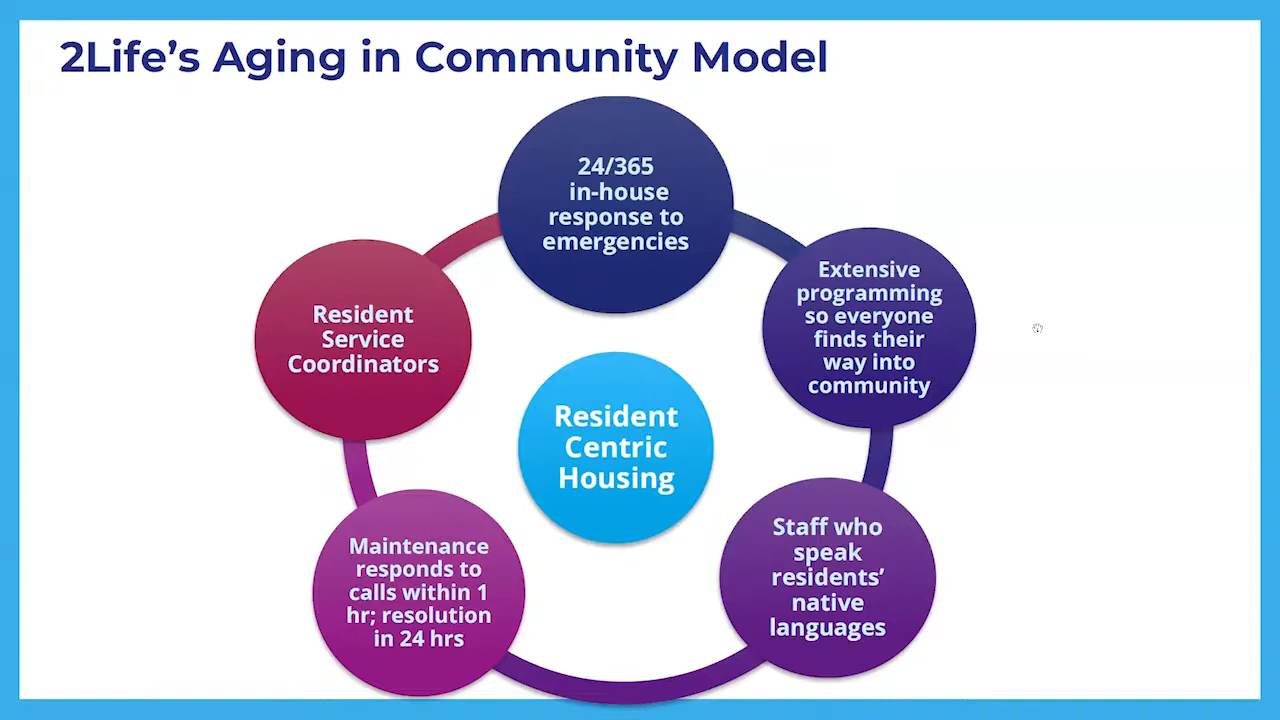 2Life’s Aging in Community Model
24/365
in-house
response to
emergencies
Extensive
programming
so everyone
finds their
way into
community
Staff who
speak
residents’
native
languages
Maintenance
responds to
calls within 1
hr; resolution
in 24 hrs
Resident
Service
Coordinators
Resident
Centric
Housing